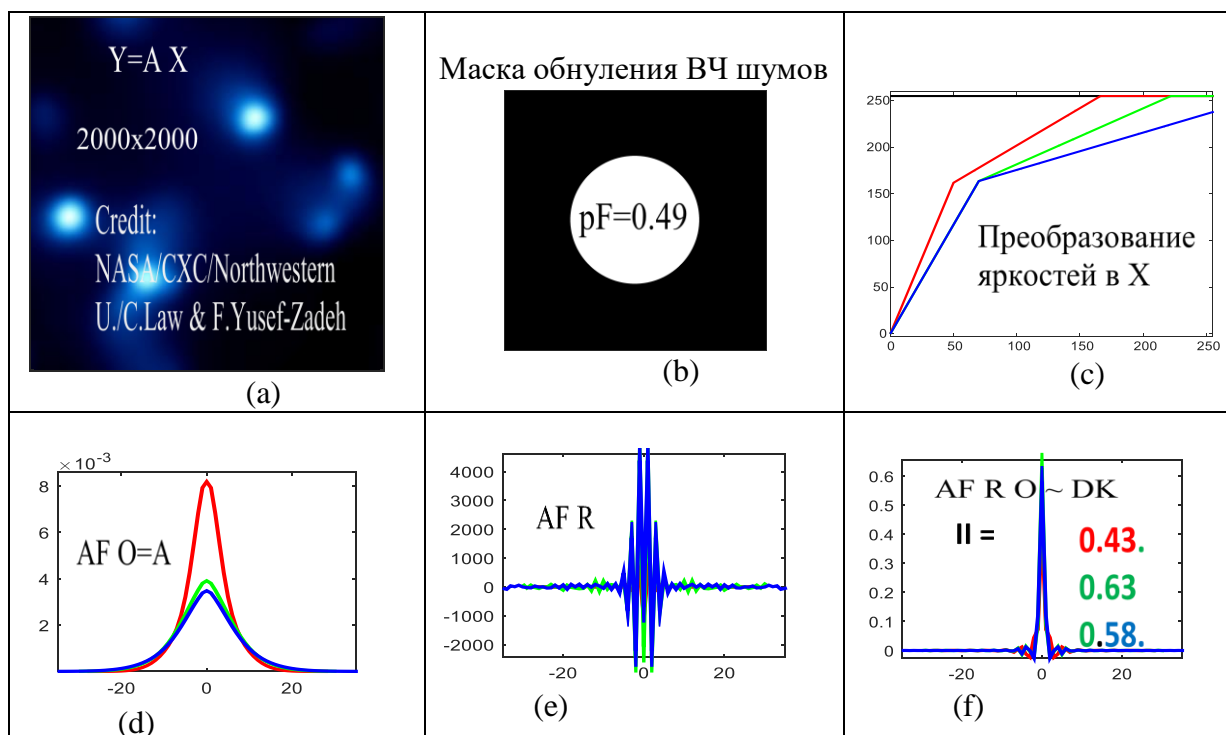 Y=A X
2000x2000
Credit:
NASA/CXC/Northwestern
U./C.Law & F.Yusef-Zadeh
(a)
Маска обнуления ВЧ шумов
pF=0.49
(b)
250
200
150
100
50
0
0 50 100 150 200 250
Преобразование
яркостей в X
(c)
× 10⁻³
8
6
4
2
-20 0 20
AF O=A
(d)
4000
3000
2000
1000
0
-1000
-2000
-20 0 20
AF R
(e)
0.6
0.5
0.4
0.3
0.2
0.1
0
-20 0 20
AF R O ~ DK
II = 0.43.
0.63
0.58.
(f)